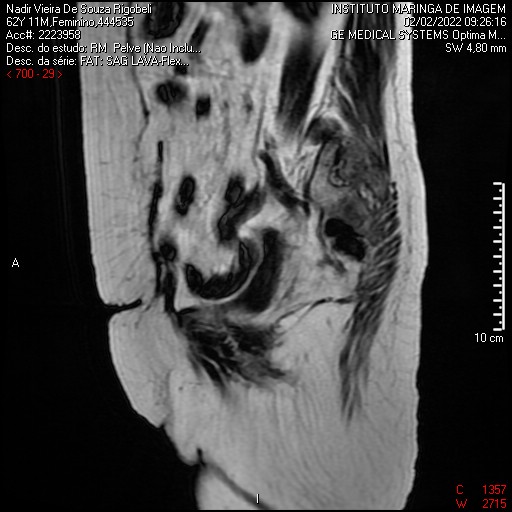 Nadir Vieira De Souza Rigobeli
62Y 11M,Feminino,444535
Acc#: 2223958
Desc. do estudo: RM  Pelve (Nao Inclu...
Desc. da série: FAT: SAG LAVA-Flex...
< 700 - 29 >
INSTITUTO MARINGA DE IMAGEM
02/02/2022 09:26:16
GE MEDICAL SYSTEMS Optima M...
SW 4,80 mm
A
10 cm
I
C 1357
W 2715